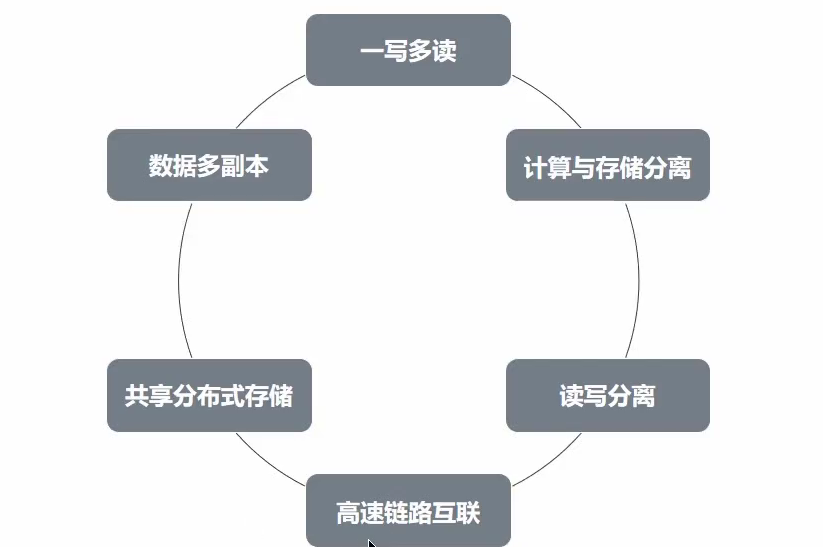 一写多读
数据多副本
计算与存储分离
共享分布式存储
读写分离
高速链路互联